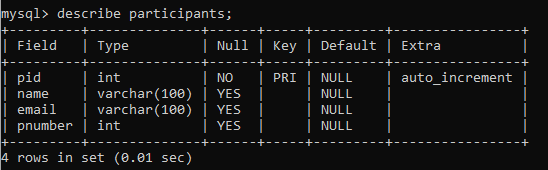 mysql> describe participants;
+---------+--------------+------+-----+---------+----------------+
| Field   | Type         | Null | Key | Default | Extra          |
+---------+--------------+------+-----+---------+----------------+
| pid     | int          | NO   | PRI | NULL    | auto_increment |
| name    | varchar(100) | YES  |     | NULL    |                |
| email   | varchar(100) | YES  |     | NULL    |                |
| pnumber | int          | YES  |     | NULL    |                |
+---------+--------------+------+-----+---------+----------------+
4 rows in set (0.01 sec)